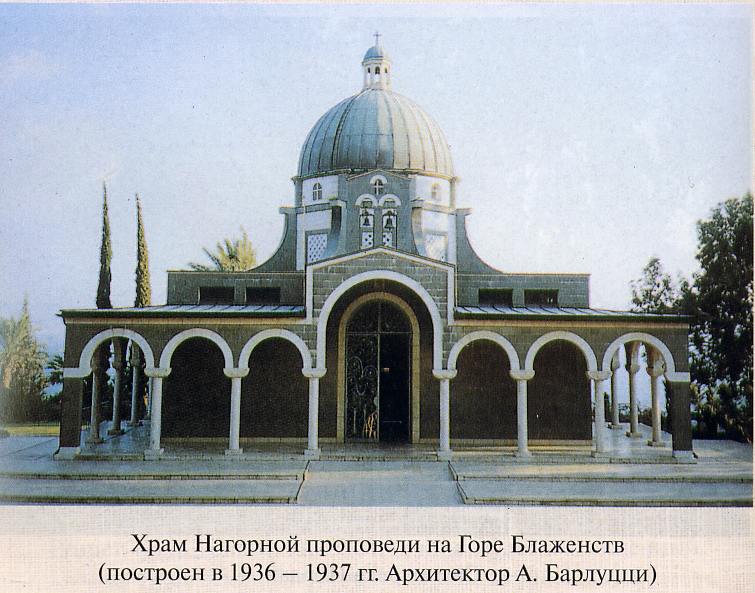 Храм Нагорной проповеди на Горе Блаженств
(построен в 1936 – 1937 гг. Архитектор А. Барлуцци)